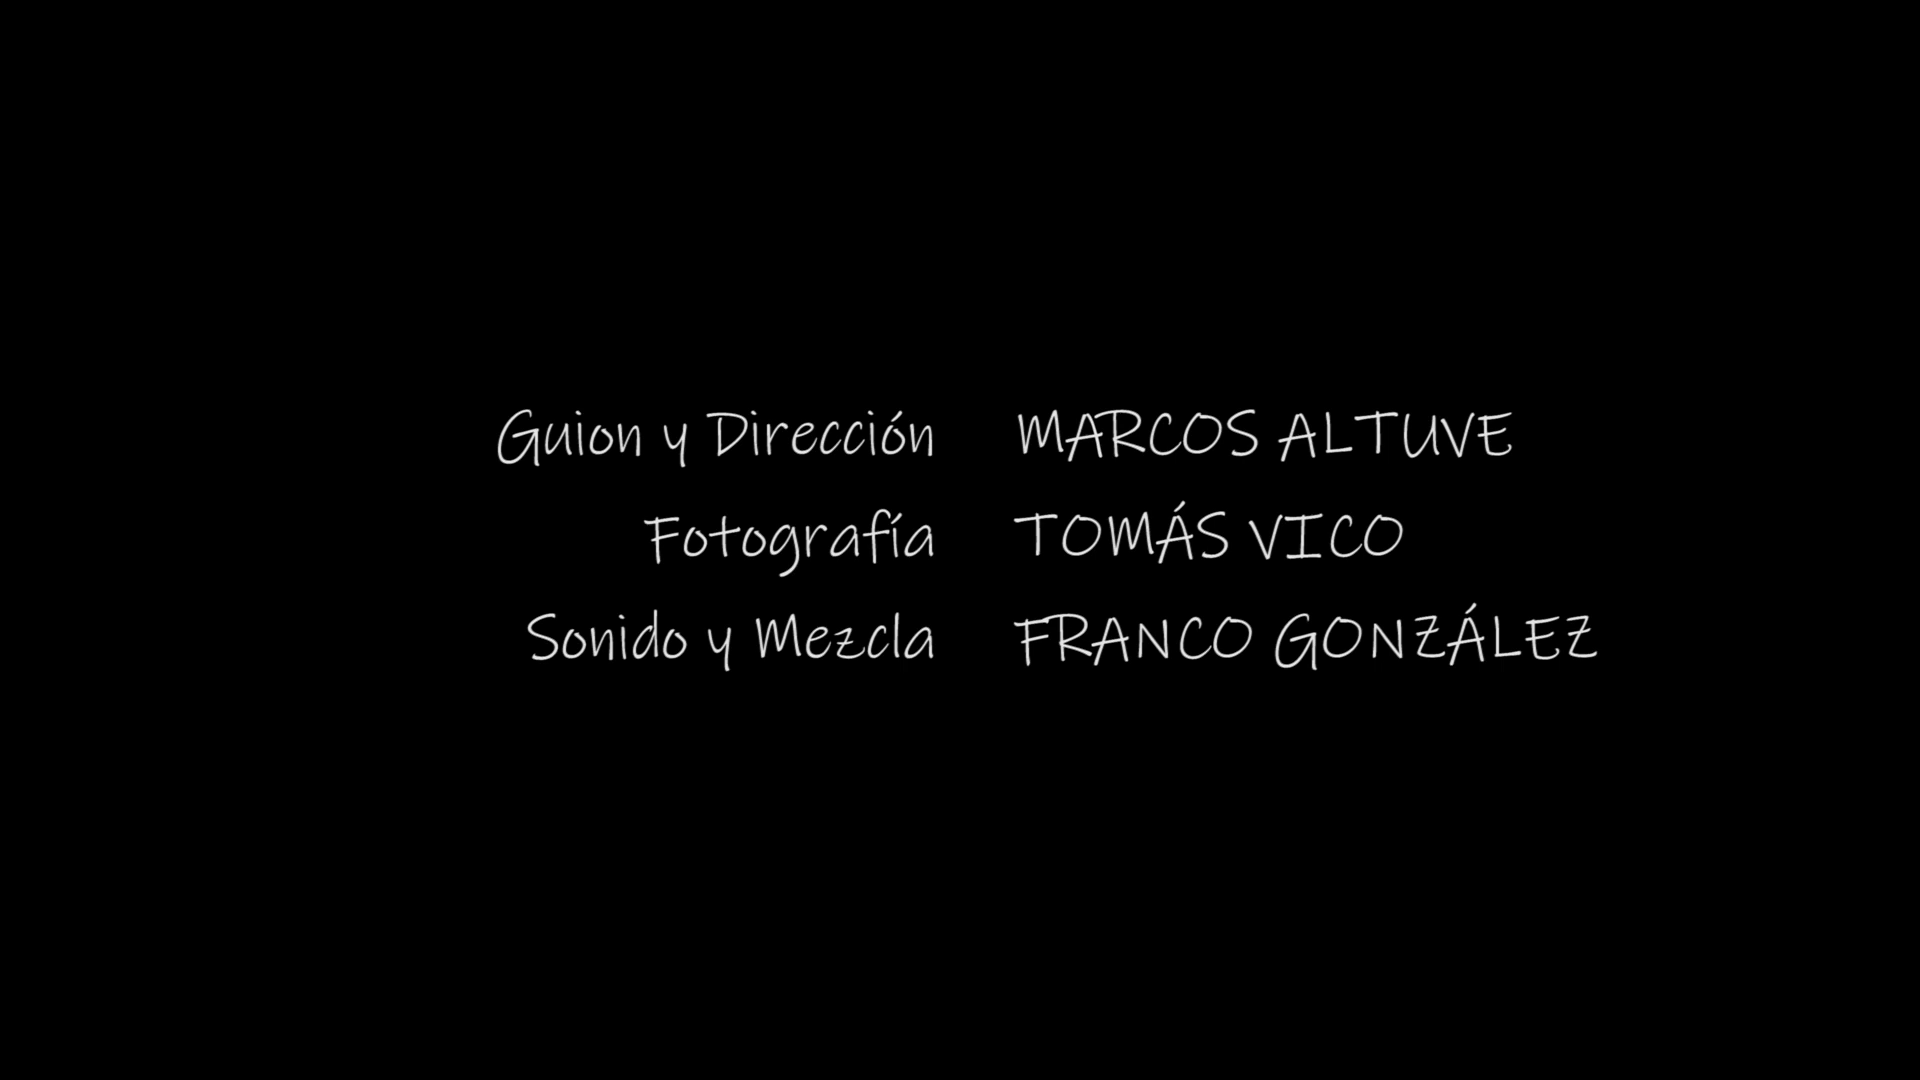 Guion y Dirección MARCOS ALTUVE
Fotografía TOMÁS VICO
Sonido y Mezcla FRANCO GONZÁLEZ